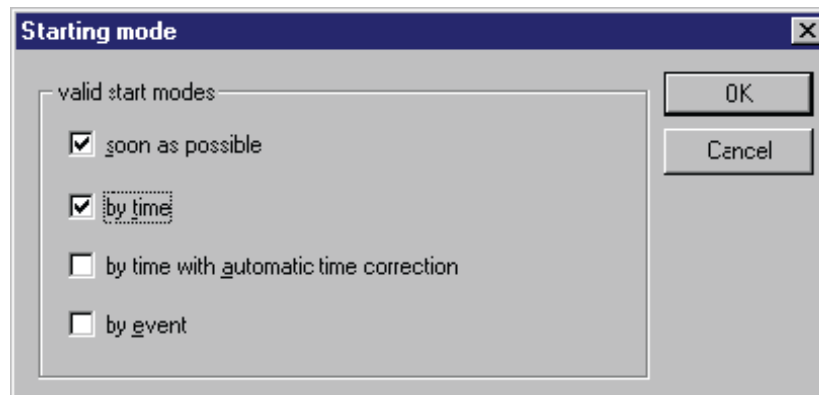 Starting mode
valid start modes
soon as possible
by time
by time with automatic time correction
by event
OK
Cancel